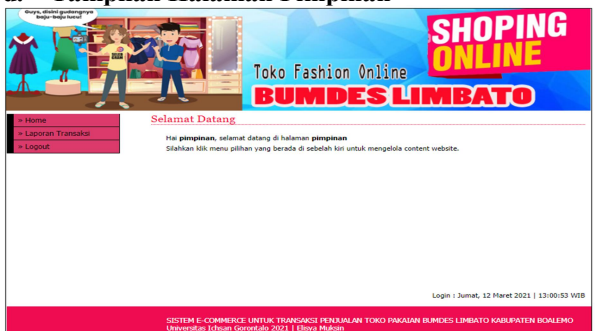 Guys, disini gudangnya
baju-baju lucu!
SHOPING
ONLINE
Toko Fashion Online
BUMDES LIMBATO
» Home
» Laporan Transaksi
» Logout
Selamat Datang
Hai pimpinan, selamat datang di halaman pimpinan
Silahkan klik menu pilihan yang berada di sebelah kiri untuk mengelola content website.
Login : Jumat, 12 Maret 2021 | 13:00:53 WIB
SISTEM E-COMMERCE UNTUK TRANSAKSI PENJUALAN TOKO PAKAIAN BUMDES LIMBATO KABUPATEN BOALEMO
Universitas Ichsan Gorontalo 2021 | Elisya Muksin